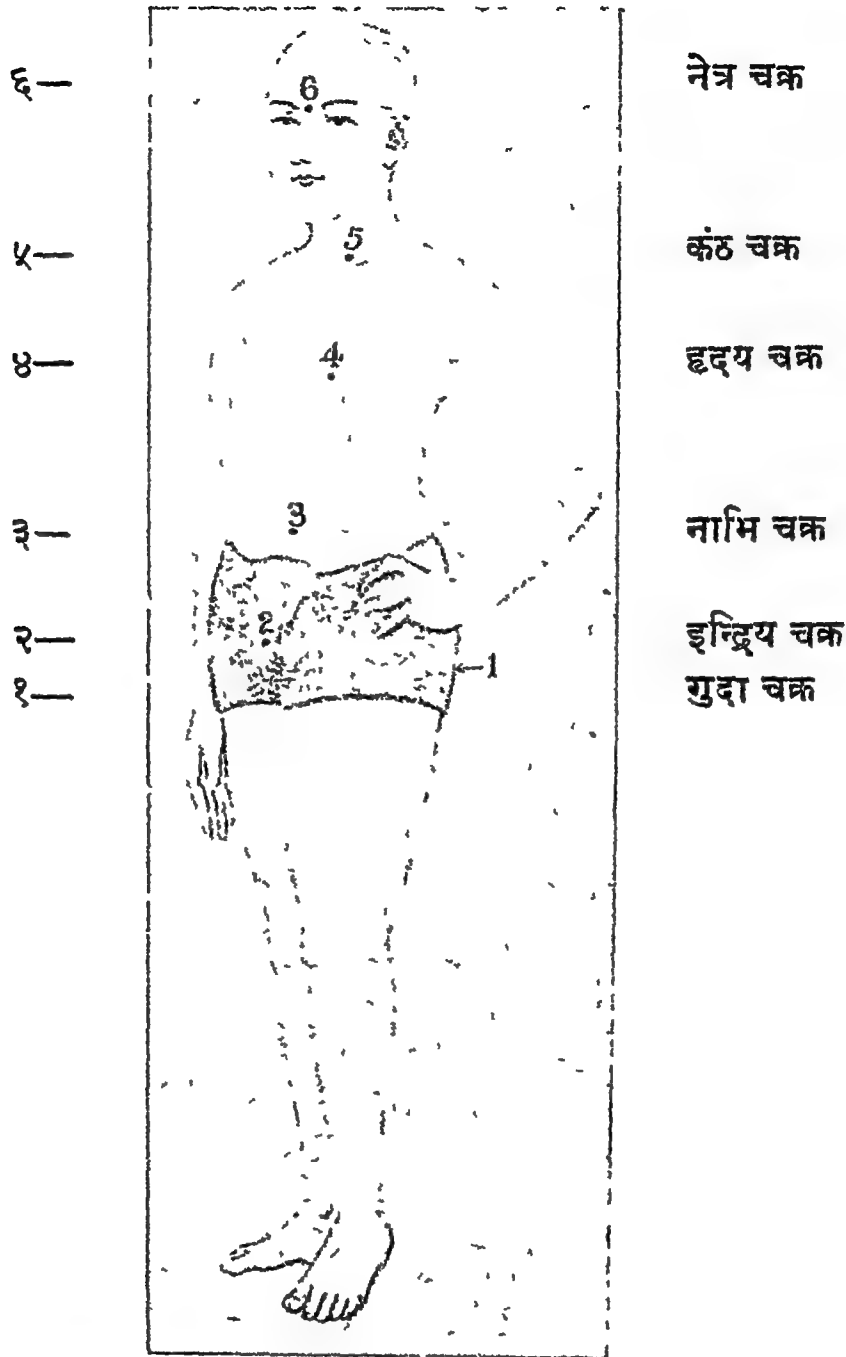 ६— नेत्र चक्र
6
५— कंठ चक्र
5
४— हृदय चक्र
4
३— नाभि चक्र
3
२— इन्द्रिय चक्र
2
←1
१— गुदा चक्र